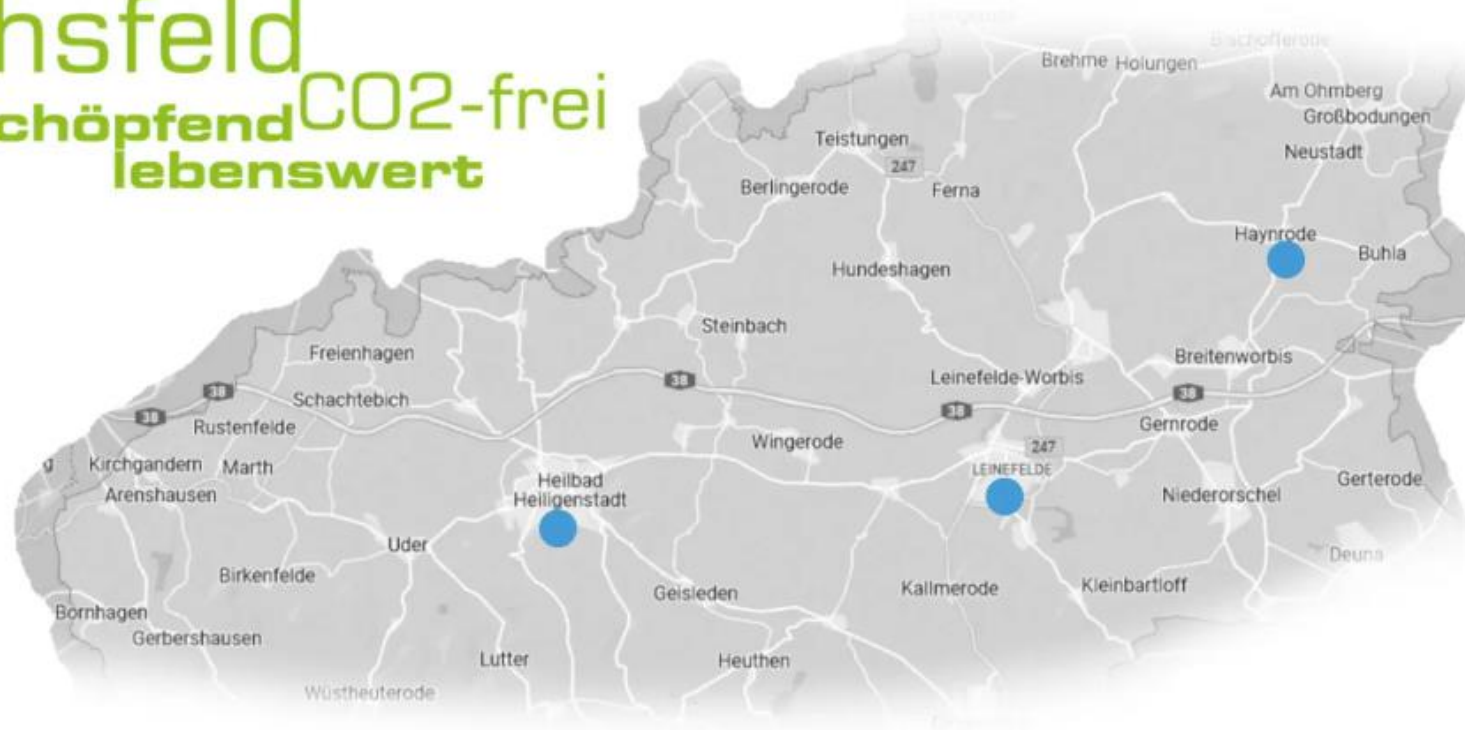 hsfeld
CO2-frei
chöpfend
lebenswert
Brehme
Holungen
Bischofferode
Am Ohmberg
Großbodungen
Neustadt
Teistungen
247
Berlingerode
Ferna
Haynrode
Buhla
Hundeshagen
Steinbach
Freienhagen
Breitenworbis
Leinefelde-Worbis
38
38
38
38
38
Schachtebich
Rustenfelde
Gernrode
Wingerode
247
Kirchgandern
Marth
g
LEINEFELDE
Heilbad
Heiligenstadt
Arenshausen
Niederorschel
Gerterode
Uder
Deuna
Birkenfelde
Geisleden
Kallmerode
Kleinbartloff
Bornhagen
Gerbershausen
Lutter
Heuthen
Wüstheuterode